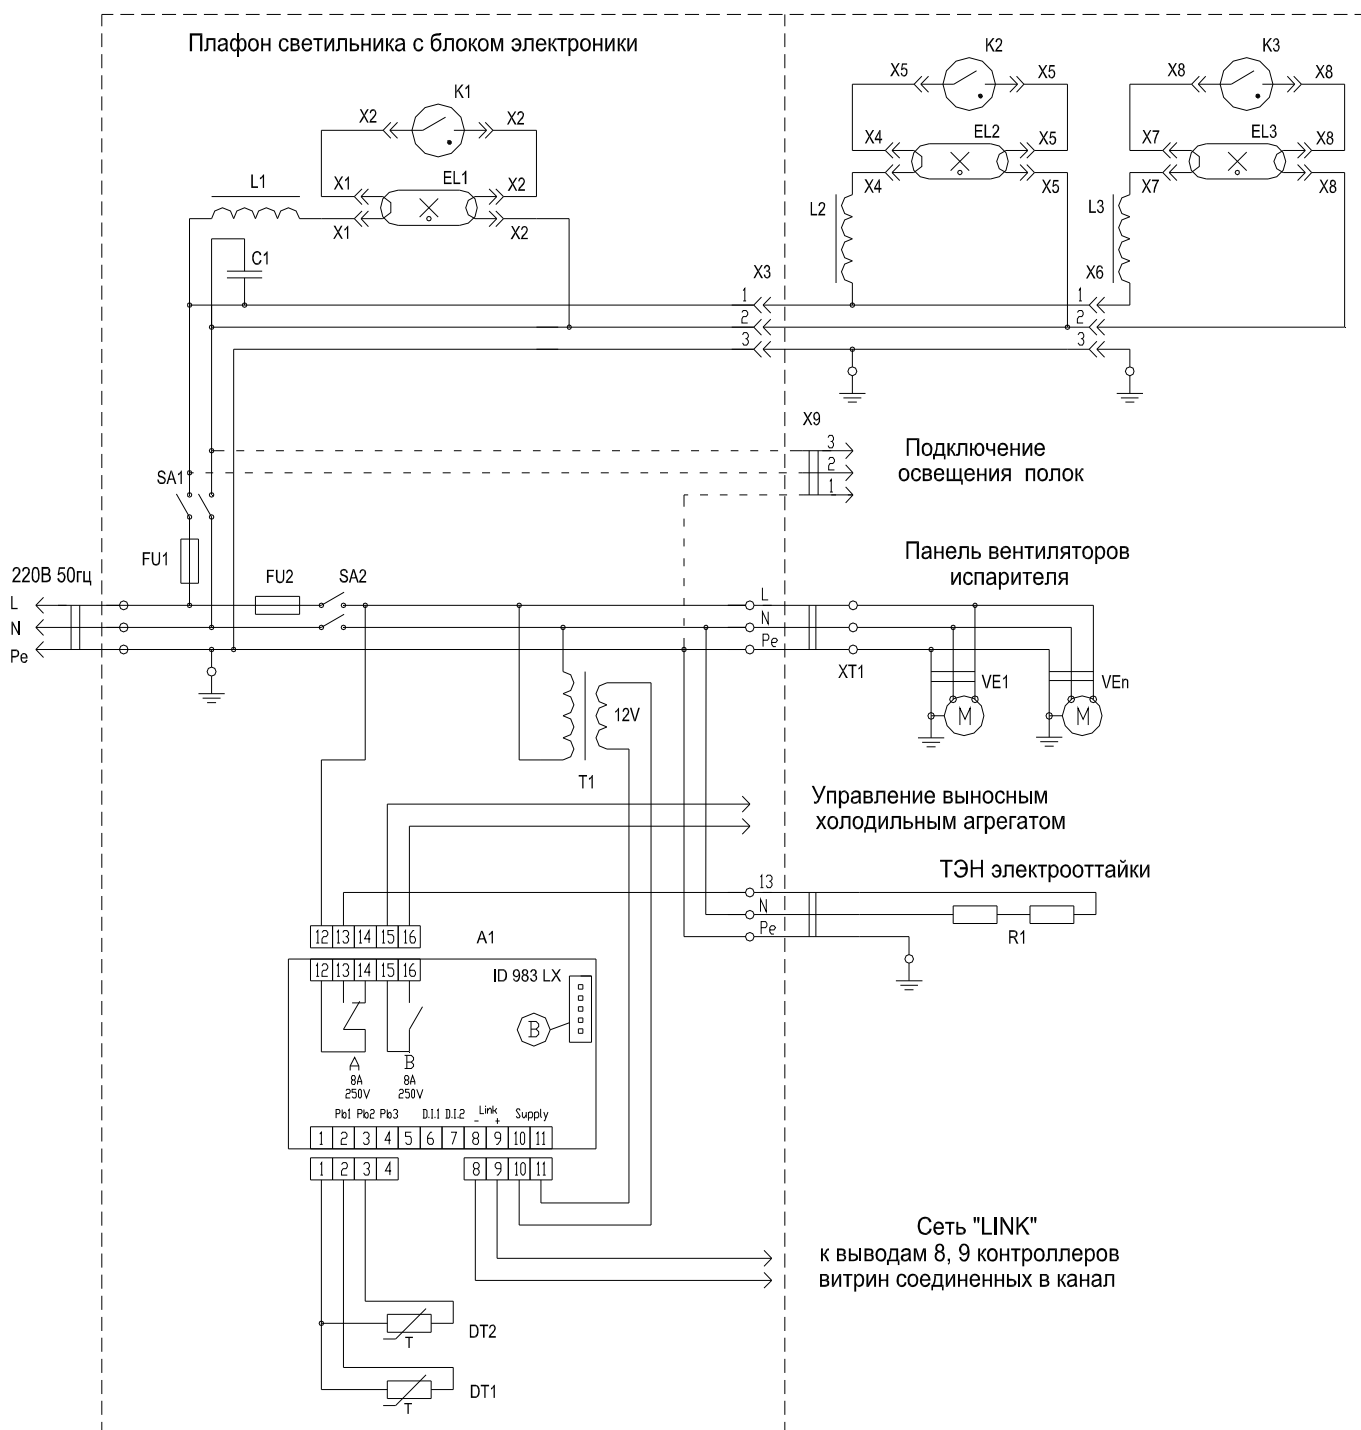 Плафон светильника с блоком электроники
K1
X2
X2
EL1
X1
X2
L1
X1
X2
C1
K2
X5
X5
X4
EL2
X5
X4
X5
L2
K3
X8
X8
X7
EL3
X8
X7
X8
L3
X3
X6
1
1
2
2
3
3
X9
3
2
1
Подключение
освещения полок
SA1
FU1
220В 50гц
FU2
SA2
L
N
Pe
L
N
Pe
Панель вентиляторов
испарителя
XT1
VE1
VEn
M
M
12V
T1
Управление выносным
холодильным агрегатом
ТЭН электрооттайки
13
N
Pe
R1
12 13 14 15 16
A1
12 13 14 15 16
ID 983 LX
B
A
8A
250V
B
8A
250V
Pb1 Pb2 Pb3 D.I.1 D.I.2 Link Supply
- +
1 2 3 4 5 6 7 8 9 10 11
1 2 3 4 8 9 10 11
Сеть "LINK"
к выводам 8, 9 контроллеров
витрин соединенных в канал
DT2
T
DT1
T